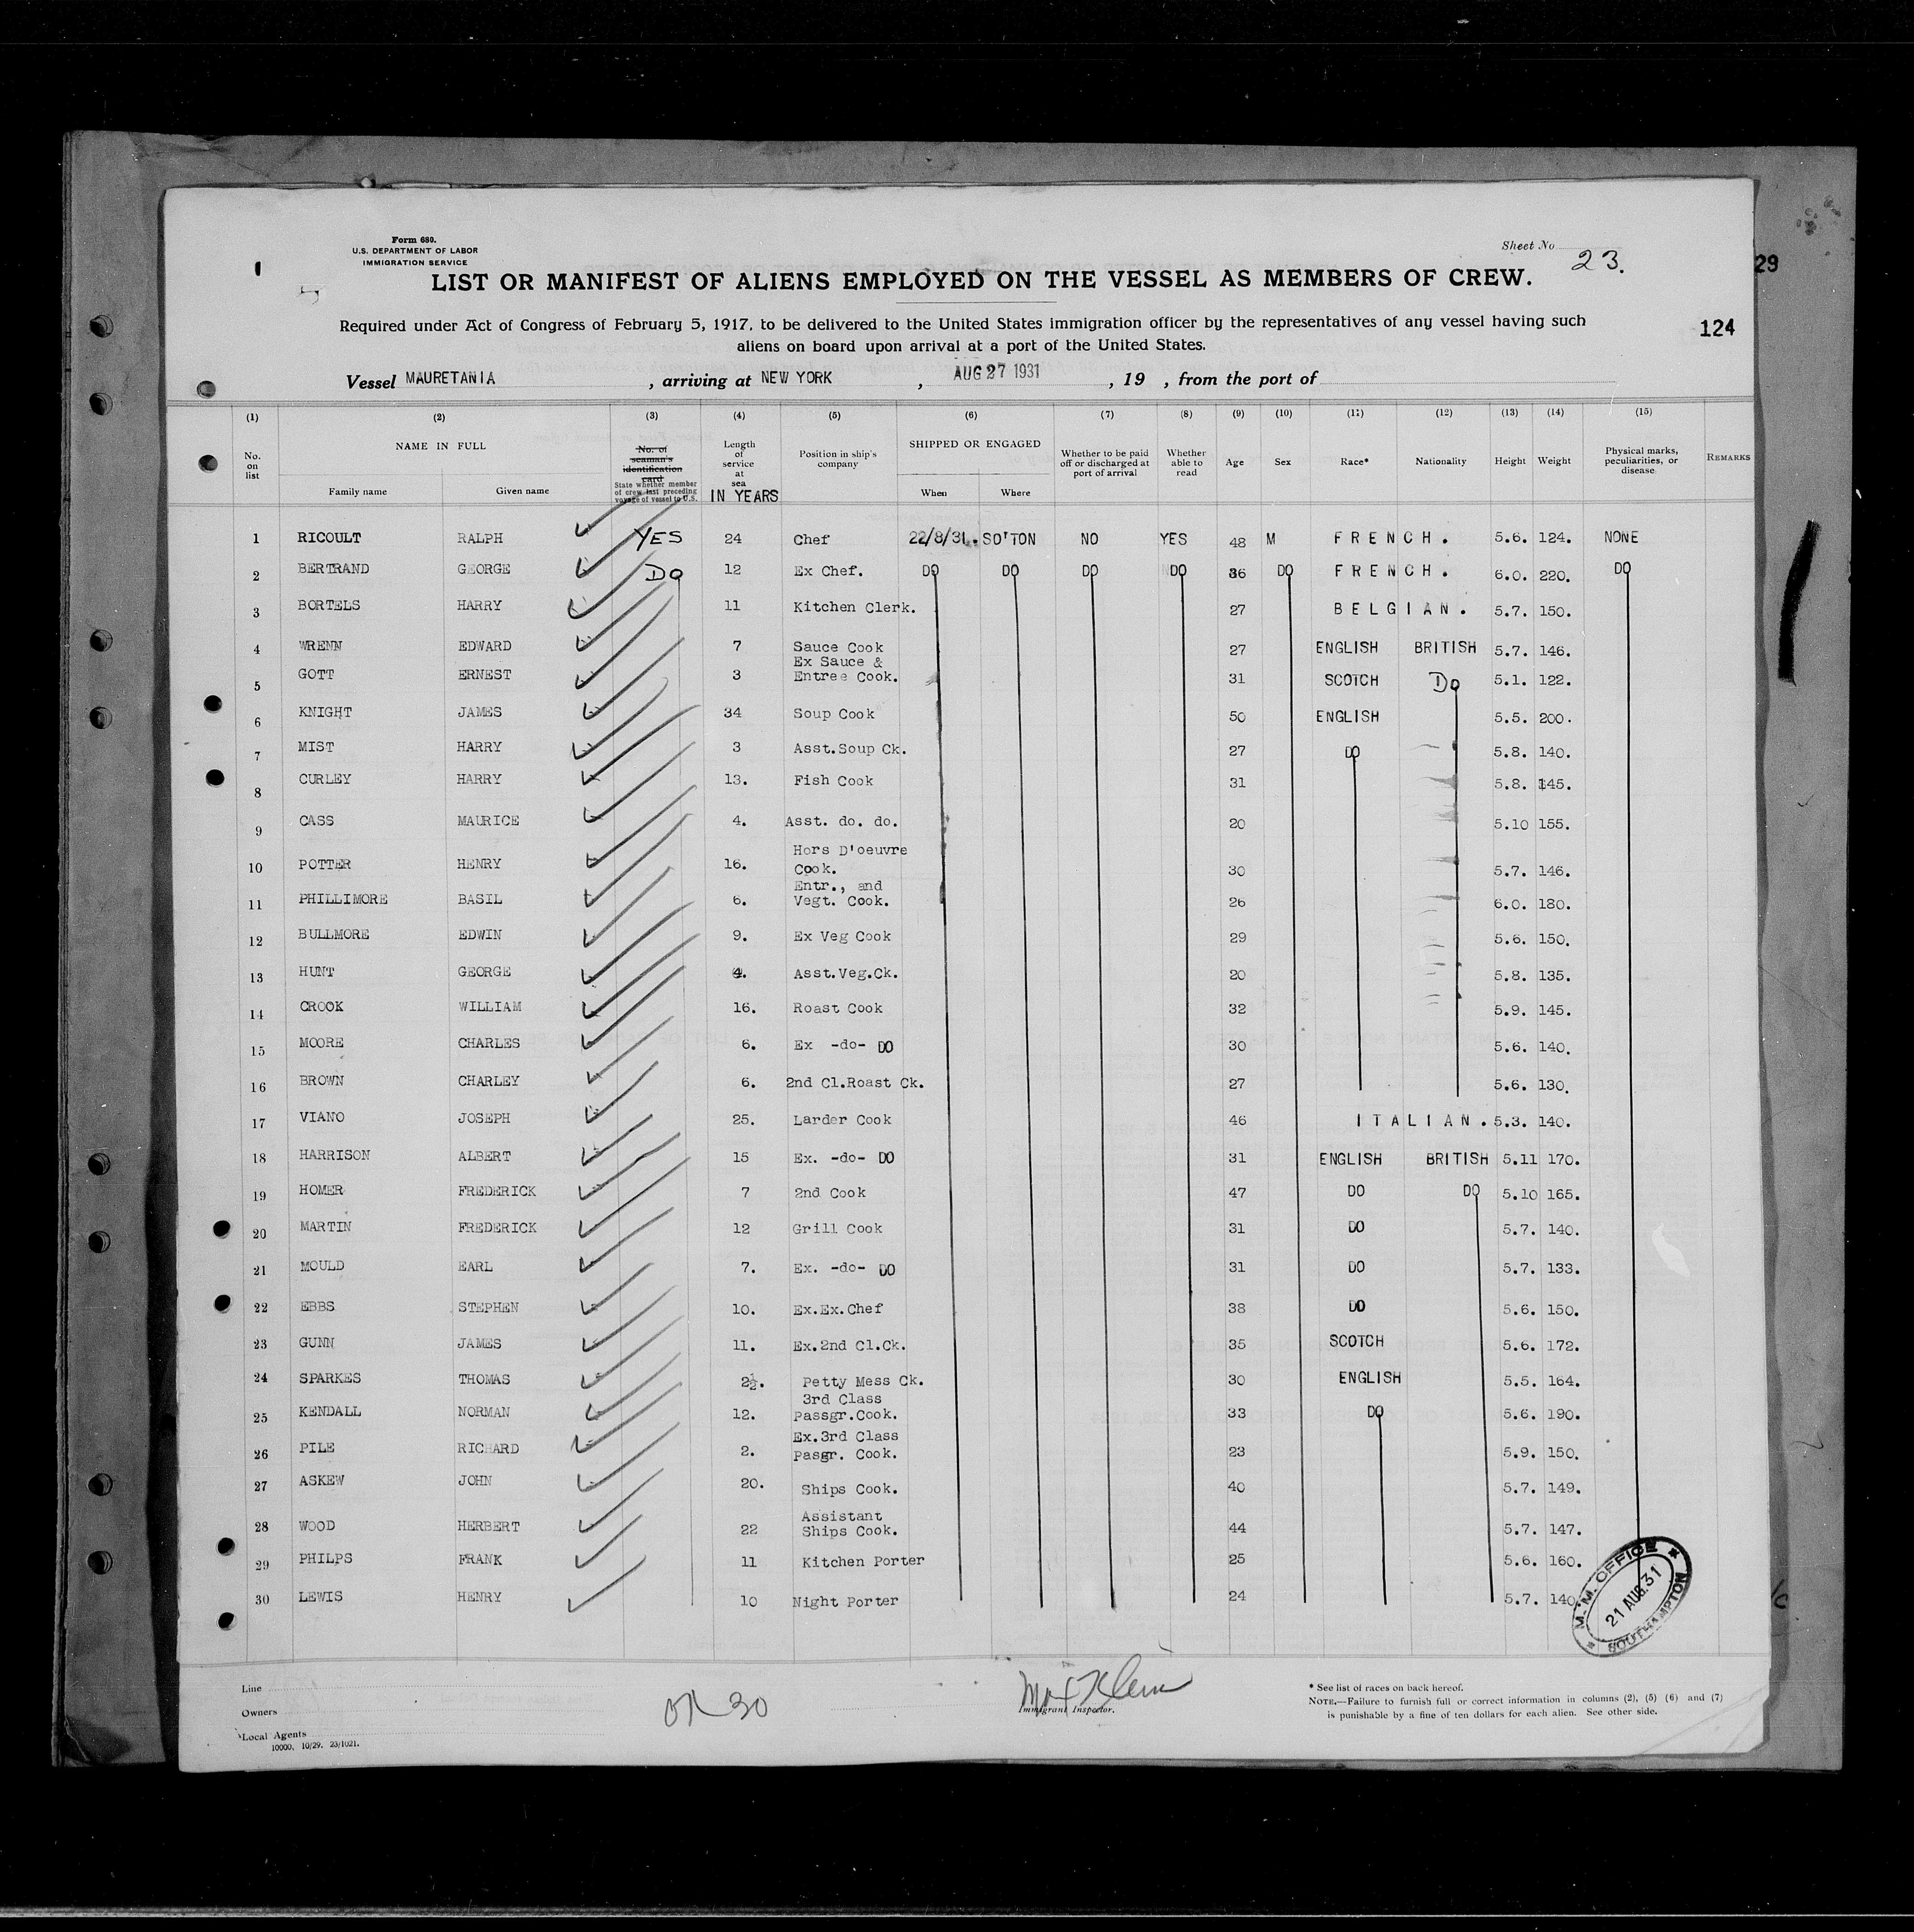 Form 680.
U.S. DEPARTMENT OF LABOR
IMMIGRATION SERVICE
Sheet No. 23.
29
LIST OR MANIFEST OF ALIENS EMPLOYED ON THE VESSEL AS MEMBERS OF CREW.
Required under Act of Congress of February 5, 1917, to be delivered to the United States immigration officer by the representatives of any vessel having such
aliens on board upon arrival at a port of the United States.
124
Vessel MAURETANIA , arriving at NEW YORK , AUG 27 1931 , 19 , from the port of
(1) (2) (3) (4) (5) (6) (7) (8) (9) (10) (11) (12) (13) (14) (15)
No. on list NAME IN FULL Family name Given name No. of seaman's identification card State whether member of crew last preceding voyage of vessel to U.S. Length of service at sea IN YEARS Position in ship's company SHIPPED OR ENGAGED When Where Whether to be paid off or discharged at port of arrival Whether able to read Age Sex Race* Nationality Height Weight Physical marks, peculiarities, or disease REMARKS
1 RICOULT RALPH YES 24 Chef 22/8/31. SO'TON NO YES 48 M FRENCH. 5.6. 124. NONE
2 BERTRAND GEORGE DO 12 Ex Chef. DO DO DO DO 36 DO FRENCH. 6.0. 220. DO
3 BORTELS HARRY 11 Kitchen Clerk. 27 BELGIAN. 5.7. 150.
4 WRENN EDWARD 7 Sauce Cook 27 ENGLISH BRITISH 5.7. 146.
5 GOTT ERNEST 3 Ex Sauce & Entree Cook. 31 SCOTCH Do 5.1. 122.
6 KNIGHT JAMES 34 Soup Cook 50 ENGLISH 5.5. 200.
7 MIST HARRY 3 Asst.Soup Ck. 27 DO 5.8. 140.
8 CURLEY HARRY 13. Fish Cook 31 5.8. 145.
9 CASS MAURICE 4. Asst. do. do. 20 5.10 155.
10 POTTER HENRY 16. Hors D'oeuvre Cook. 30 5.7. 146.
11 PHILLIMORE BASIL 6. Entr., and Vegt. Cook. 26 6.0. 180.
12 BULLMORE EDWIN 9. Ex Veg Cook 29 5.6. 150.
13 HUNT GEORGE 4. Asst.Veg.Ck. 20 5.8. 135.
14 CROOK WILLIAM 16. Roast Cook 32 5.9. 145.
15 MOORE CHARLES 6. Ex -do- DO 30 5.6. 140.
16 BROWN CHARLEY 6. 2nd Cl.Roast Ck. 27 5.6. 130.
17 VIANO JOSEPH 25. Larder Cook 46 ITALIAN. 5.3. 140.
18 HARRISON ALBERT 15 Ex. -do- DO 31 ENGLISH BRITISH 5.11 170.
19 HOMER FREDERICK 7 2nd Cook 47 DO DO 5.10 165.
20 MARTIN FREDERICK 12 Grill Cook 31 DO 5.7. 140.
21 MOULD EARL 7. Ex. -do- DO 31 DO 5.7. 133.
22 EBBS STEPHEN 10. Ex.Ex.Chef 38 DO 5.6. 150.
23 GUNN JAMES 11. Ex.2nd Cl.Ck. 35 SCOTCH 5.6. 172.
24 SPARKES THOMAS 2½. Petty Mess Ck. 30 ENGLISH 5.5. 164.
25 KENDALL NORMAN 12. 3rd Class Passgr.Cook. 33 DO 5.6. 190.
26 PILE RICHARD 2. Ex.3rd Class Pasgr. Cook. 23 5.9. 150.
27 ASKEW JOHN 20. Ships Cook. 40 5.7. 149.
28 WOOD HERBERT 22 Assistant Ships Cook. 44 5.7. 147.
29 PHILPS FRANK 11 Kitchen Porter 25 5.6. 160.
30 LEWIS HENRY 10 Night Porter 24 5.7. 140
M.M. OFFICE
21 AUG.31
SOUTHAMPTON
Line
Owners
Local Agents
10000. 10/29. 23/1021.
OK 30
Max Klein
Immigrant Inspector.
* See list of races on back hereof.
NOTE.—Failure to furnish full or correct information in columns (2), (5) (6) and (7)
is punishable by a fine of ten dollars for each alien. See other side.